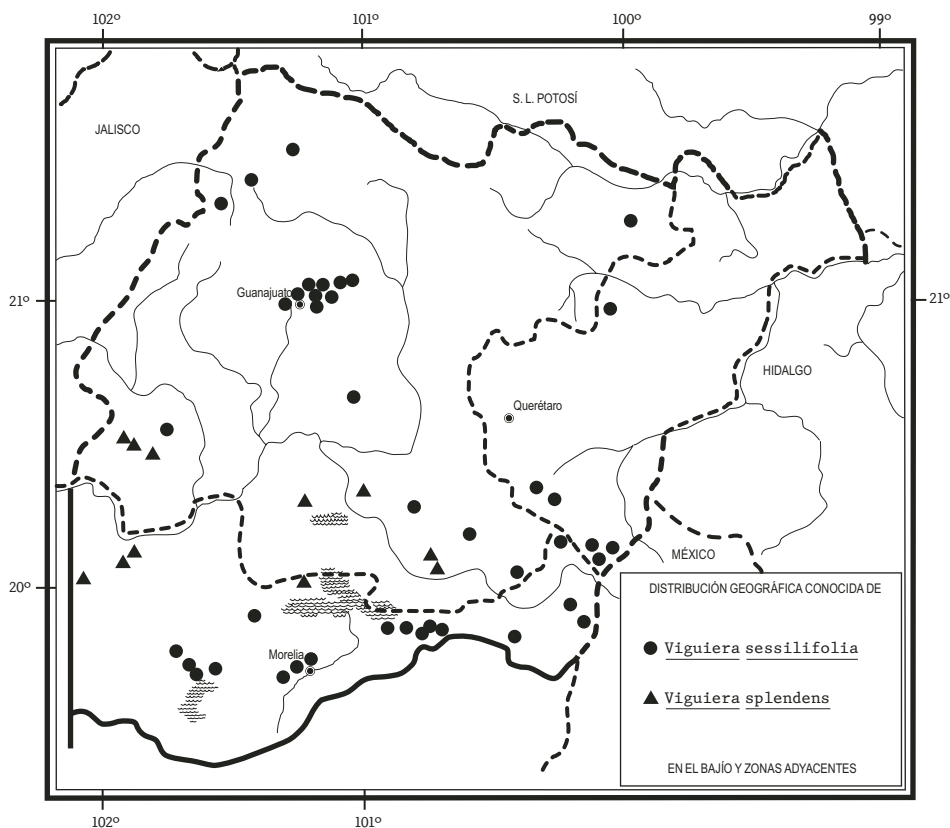 102º 101º 100º 99º
S. L. POTOSÍ
JALISCO
Guanajuato
21º 21º
HIDALGO
Querétaro
MÉXICO
20º
DISTRIBUCIÓN GEOGRÁFICA CONOCIDA DE
Viguiera sessilifolia
Morelia
Viguiera splendens
EN EL BAJÍO Y ZONAS ADYACENTES
102º 101º